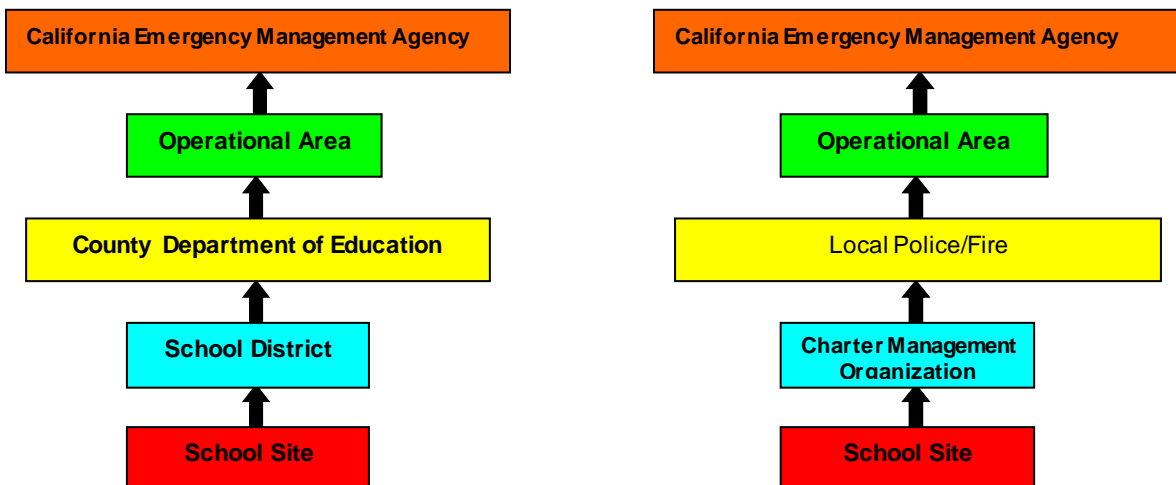 California Emergency Management Agency
Operational Area
County Department of Education
School District
School Site
California Emergency Management Agency
Operational Area
Local Police/Fire
Charter Management
Organization
School Site